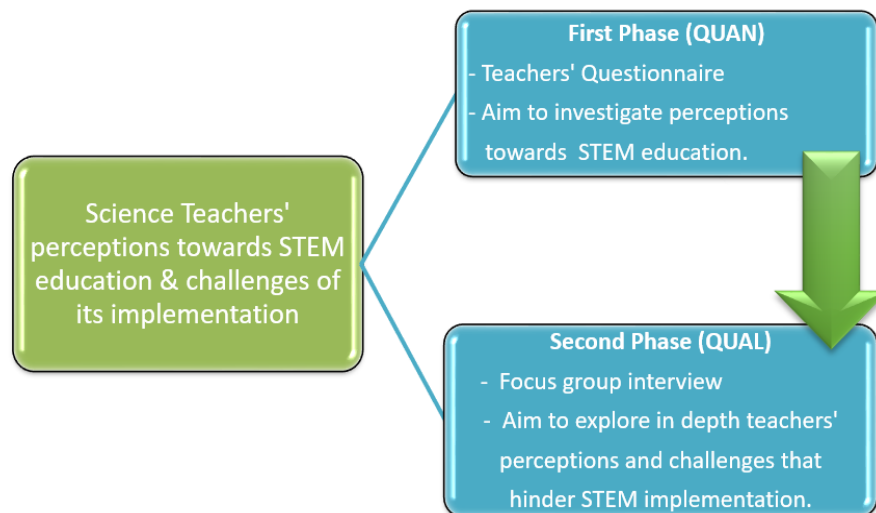 Science Teachers'
perceptions towards STEM
education & challenges of
its implementation
First Phase (QUAN)
- Teachers' Questionnaire
- Aim to investigate perceptions
towards STEM education.
Second Phase (QUAL)
- Focus group interview
- Aim to explore in depth teachers'
perceptions and challenges that
hinder STEM implementation.